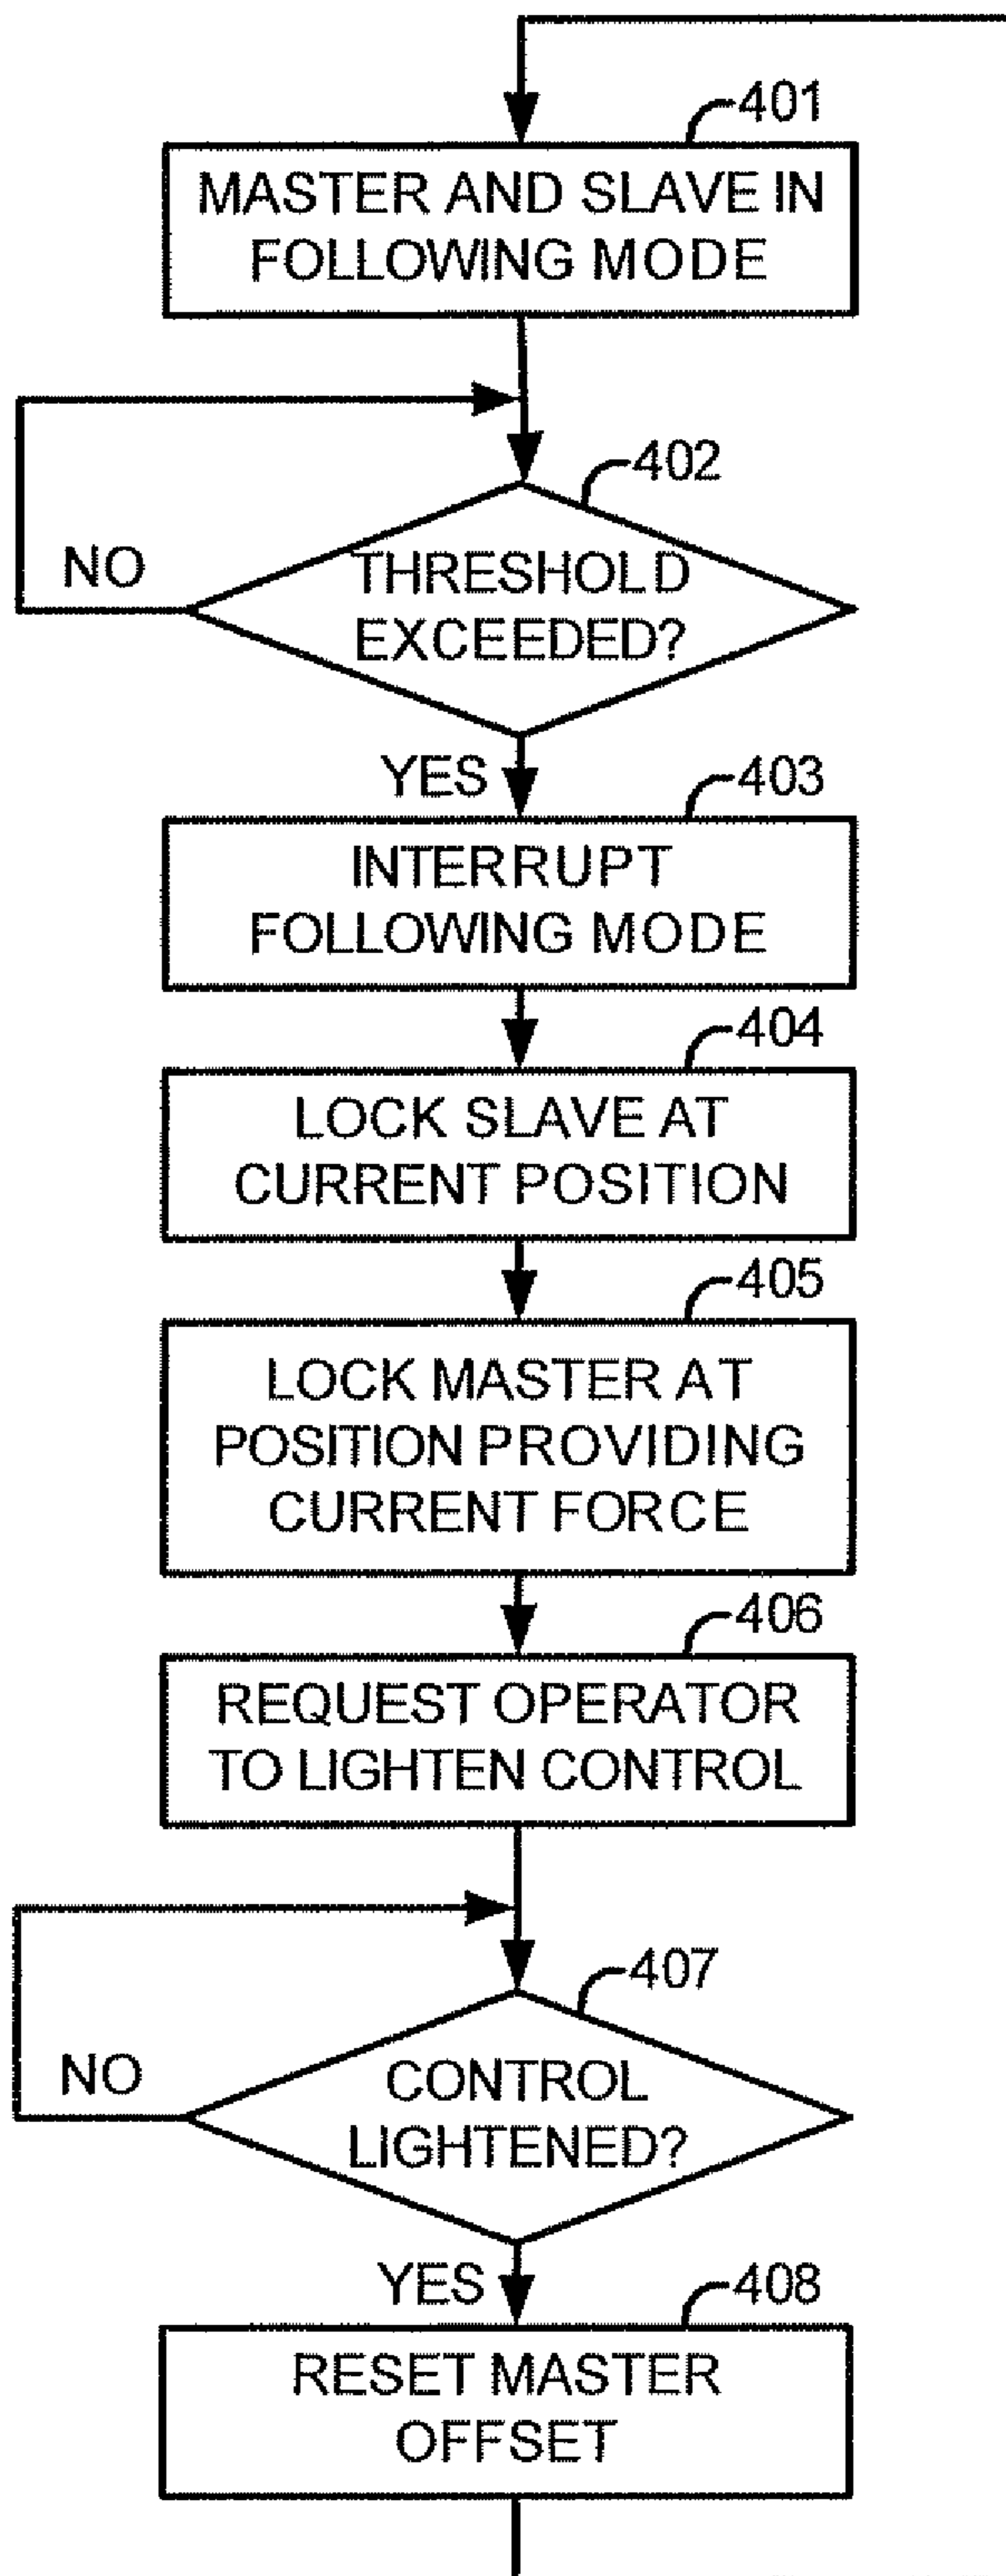 401
MASTER AND SLAVE IN
FOLLOWING MODE
402
NO
THRESHOLD
EXCEEDED?
YES
403
INTERRUPT
FOLLOWING MODE
404
LOCK SLAVE AT
CURRENT POSITION
405
LOCK MASTER AT
POSITION PROVIDING
CURRENT FORCE
406
REQUEST OPERATOR
TO LIGHTEN CONTROL
407
NO
CONTROL
LIGHTENED?
YES
408
RESET MASTER
OFFSET